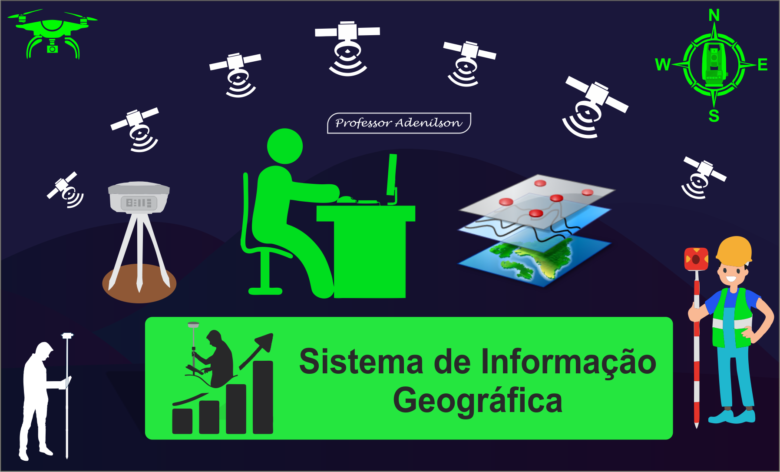 N
W E
S
Professor Adenilson
Sistema de Informação
Geográfica